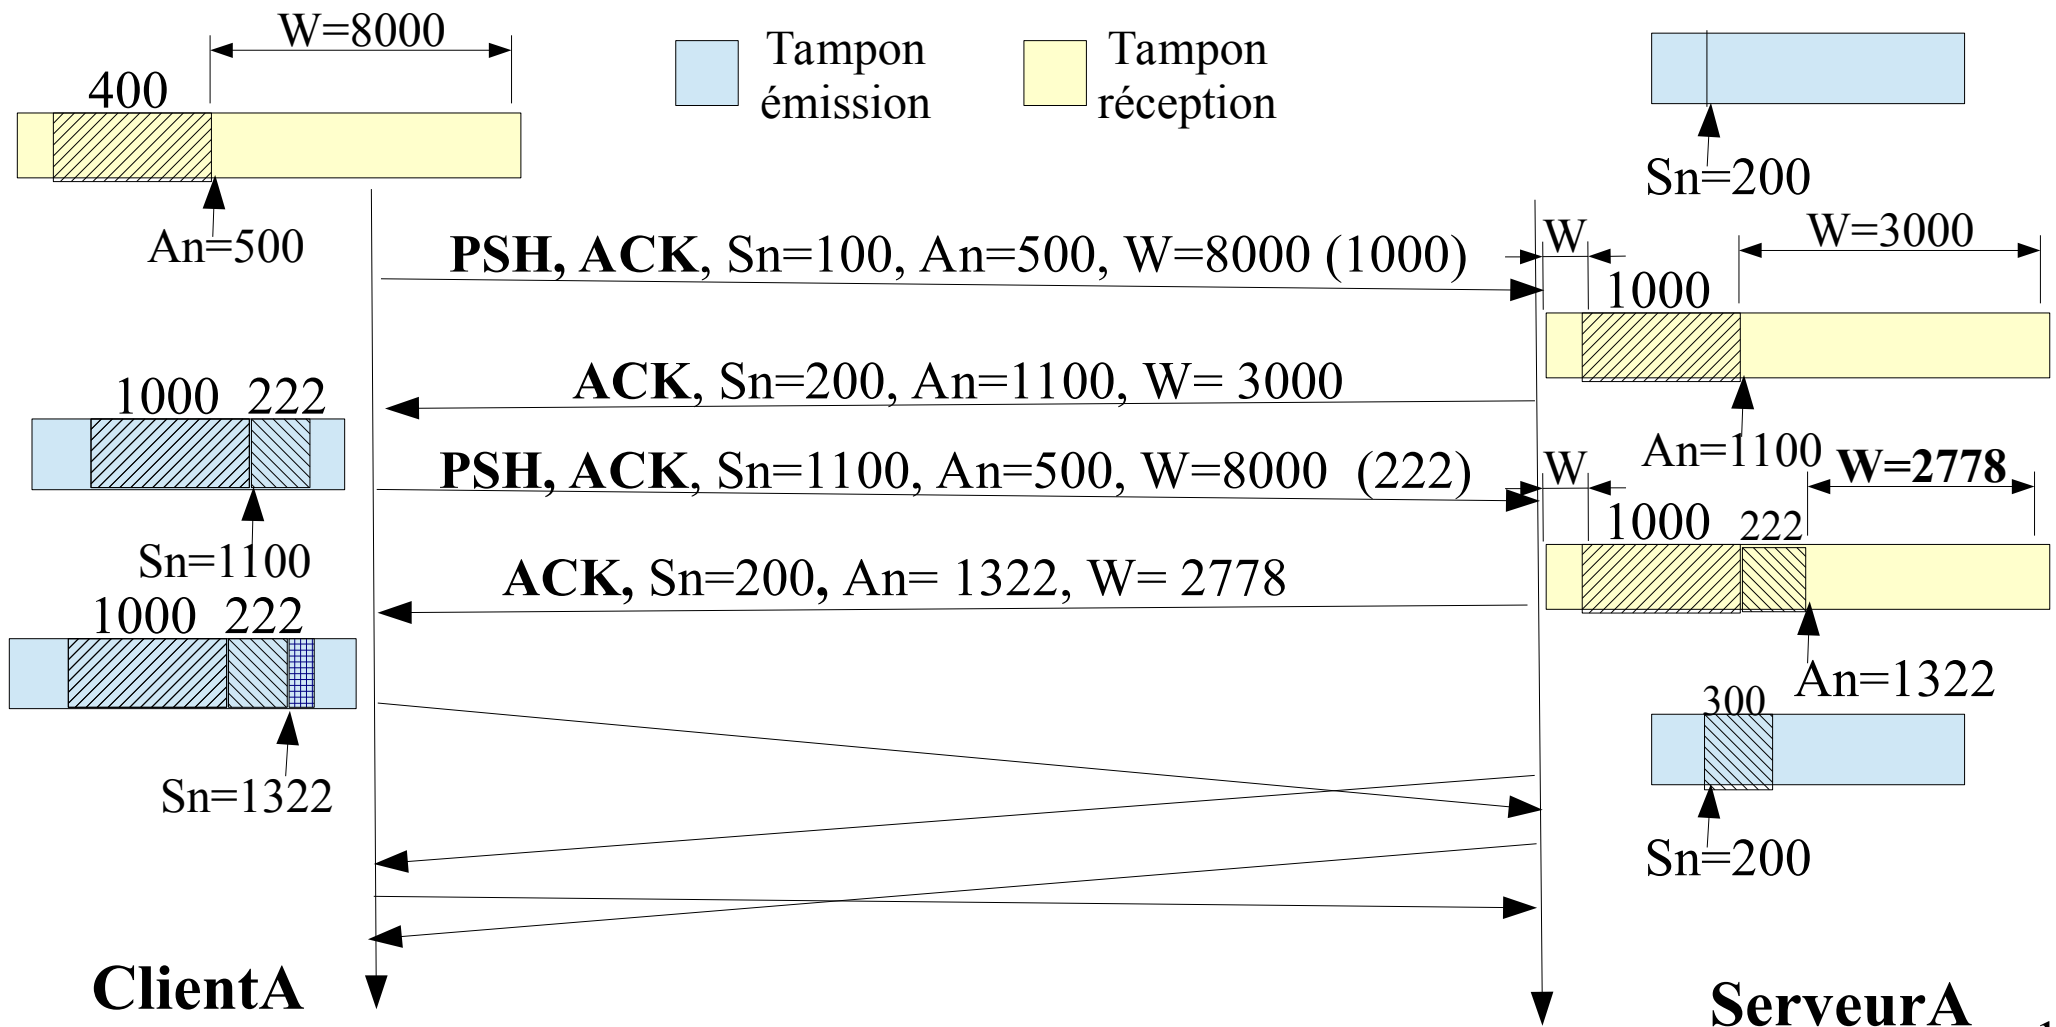 W=8000
400
Tampon
émission
Tampon
réception
Sn=200
An=500
PSH, ACK, Sn=100, An=500, W=8000 (1000)
W
W=3000
1000
ACK, Sn=200, An=1100, W= 3000
1000 222
An=1100
PSH, ACK, Sn=1100, An=500, W=8000 (222)
W
W=2778
1000 222
Sn=1100
ACK, Sn=200, An= 1322, W= 2778
1000 222
An=1322
300
Sn=1322
Sn=200
ClientA
ServeurA